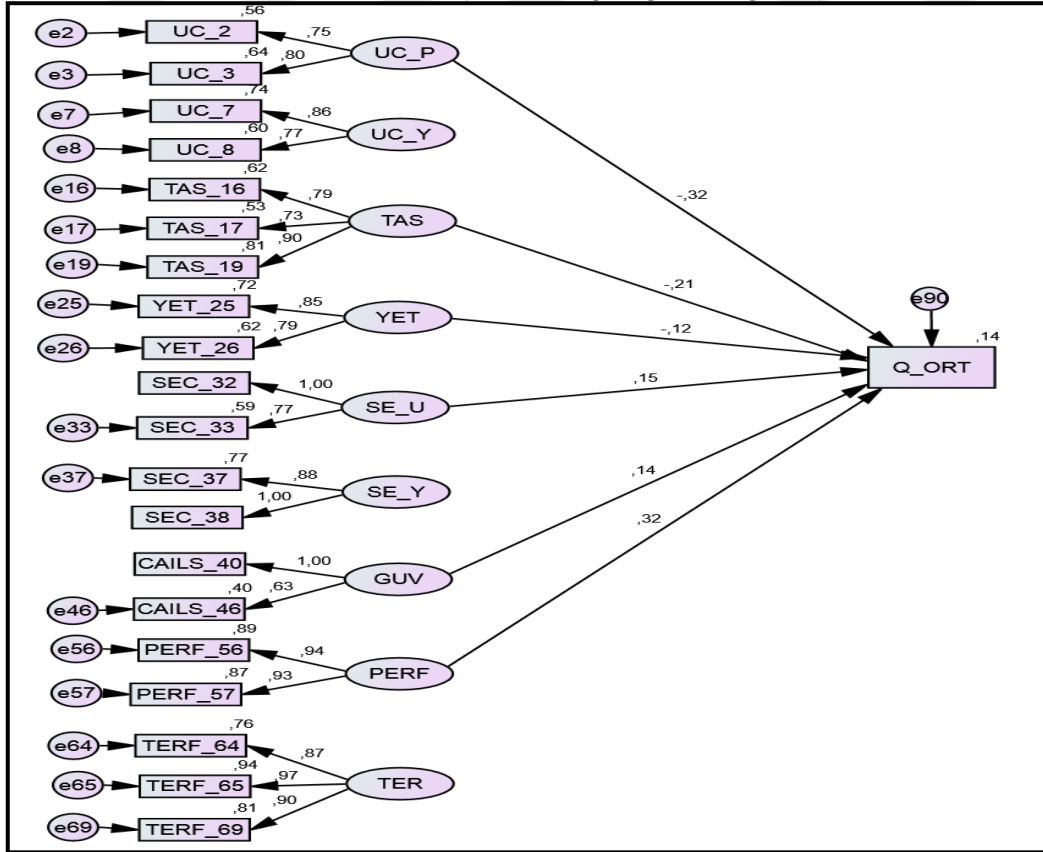 ,56
e2 UC_2 ,75
UC_P
,64 ,80
e3 UC_3
,74
e7 UC_7 ,86
UC_Y
,60 ,77
e8 UC_8
,62
e16 TAS_16 ,79
,53 ,73 TAS -,32
e17 TAS_17
,81 ,90
e19 TAS_19
,72 -,21
e25 YET_25 ,85
YET e90
,62 ,79 -,12
e26 YET_26 ,14
Q_ORT
SEC_32 1,00 ,15
SE_U
,59 ,77
e33 SEC_33
,77
e37 SEC_37 ,88 ,14
SE_Y
1,00
SEC_38 ,32
CAILS_40 1,00
GUV
,40 ,63
e46 CAILS_46
,89
e56 PERF_56 ,94
PERF
,87 ,93
e57 PERF_57
,76
e64 TERF_64 ,87
,94 ,97
e65 TERF_65 TER
,81 ,90
e69 TERF_69